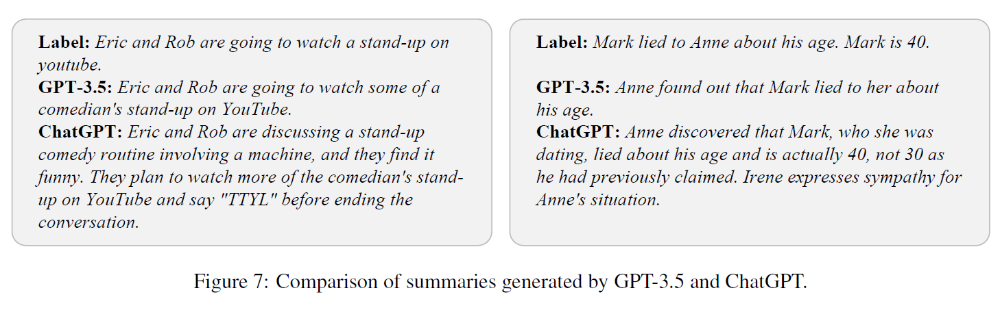 Label: Eric and Rob are going to watch a stand-up on
youtube.
GPT-3.5: Eric and Rob are going to watch some of a
comedian's stand-up on YouTube.
ChatGPT: Eric and Rob are discussing a stand-up
comedy routine involving a machine, and they find it
funny. They plan to watch more of the comedian's stand-
up on YouTube and say "TTYL" before ending the
conversation.
Label: Mark lied to Anne about his age. Mark is 40.
GPT-3.5: Anne found out that Mark lied to her about
his age.
ChatGPT: Anne discovered that Mark, who she was
dating, lied about his age and is actually 40, not 30 as
he had previously claimed. Irene expresses sympathy for
Anne's situation.
Figure 7: Comparison of summaries generated by GPT-3.5 and ChatGPT.